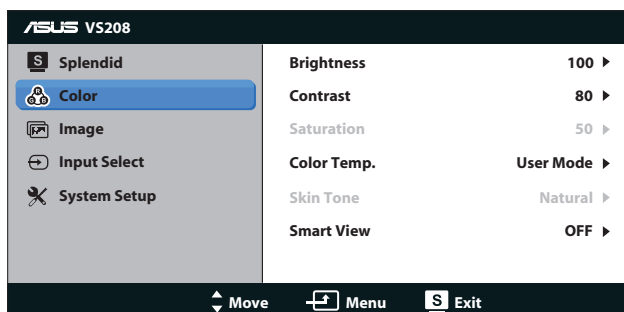 ASUS VS208
S Splendid
Color
Image
Input Select
System Setup
Brightness 100
Contrast 80
Saturation 50
Color Temp. User Mode
Skin Tone Natural
Smart View OFF
Move Menu S Exit